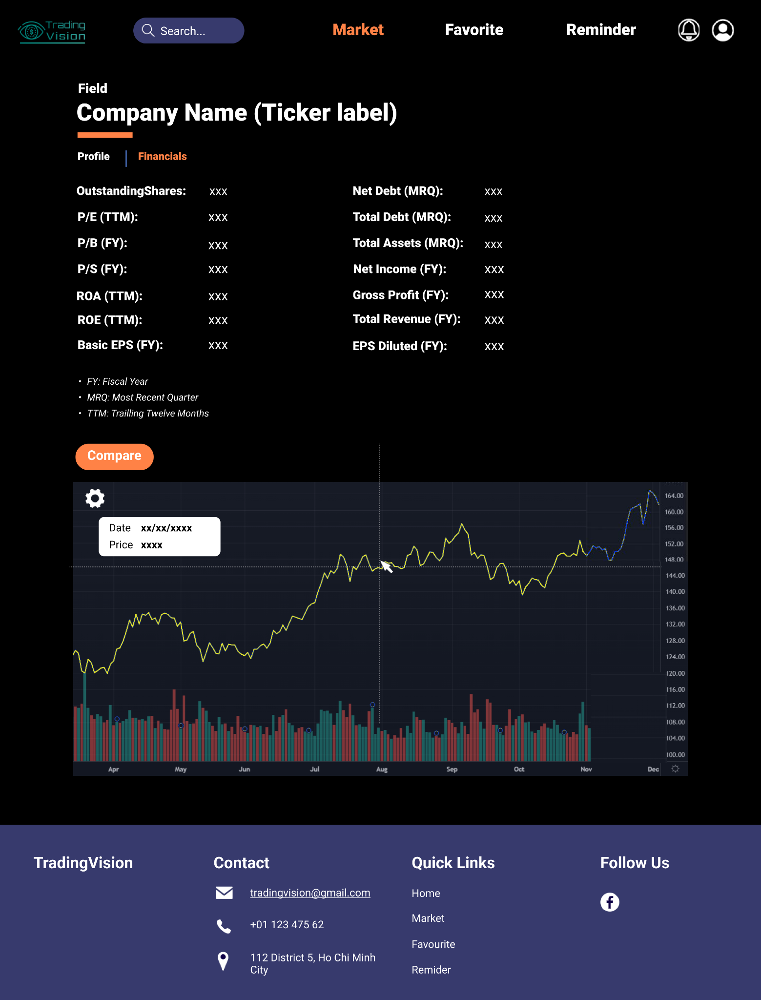 Trading
Vision
Search...
Market
Favorite
Reminder
Field
Company Name (Ticker label)
Profile
Financials
OutstandingShares: xxx
Net Debt (MRQ): xxx
P/E (TTM): xxx
Total Debt (MRQ): xxx
P/B (FY): xxx
Total Assets (MRQ): xxx
P/S (FY): xxx
Net Income (FY): xxx
ROA (TTM): xxx
Gross Profit (FY): xxx
ROE (TTM): xxx
Total Revenue (FY): xxx
Basic EPS (FY): xxx
EPS Diluted (FY): xxx
• FY: Fiscal Year
• MRQ: Most Recent Quarter
• TTM: Trailling Twelve Months
Compare
Date xx/xx/xxxx
Price xxxx
164.00
160.00
156.00
152.00
148.00
144.00
140.00
136.00
132.00
128.00
124.00
120.00
116.00
112.00
108.00
104.00
100.00
Apr May Jun Jul Aug Sep Oct Nov Dec
TradingVision
Contact
tradingvision@gmail.com
+01 123 475 62
112 District 5, Ho Chi Minh
City
Quick Links
Home
Market
Favourite
Remider
Follow Us